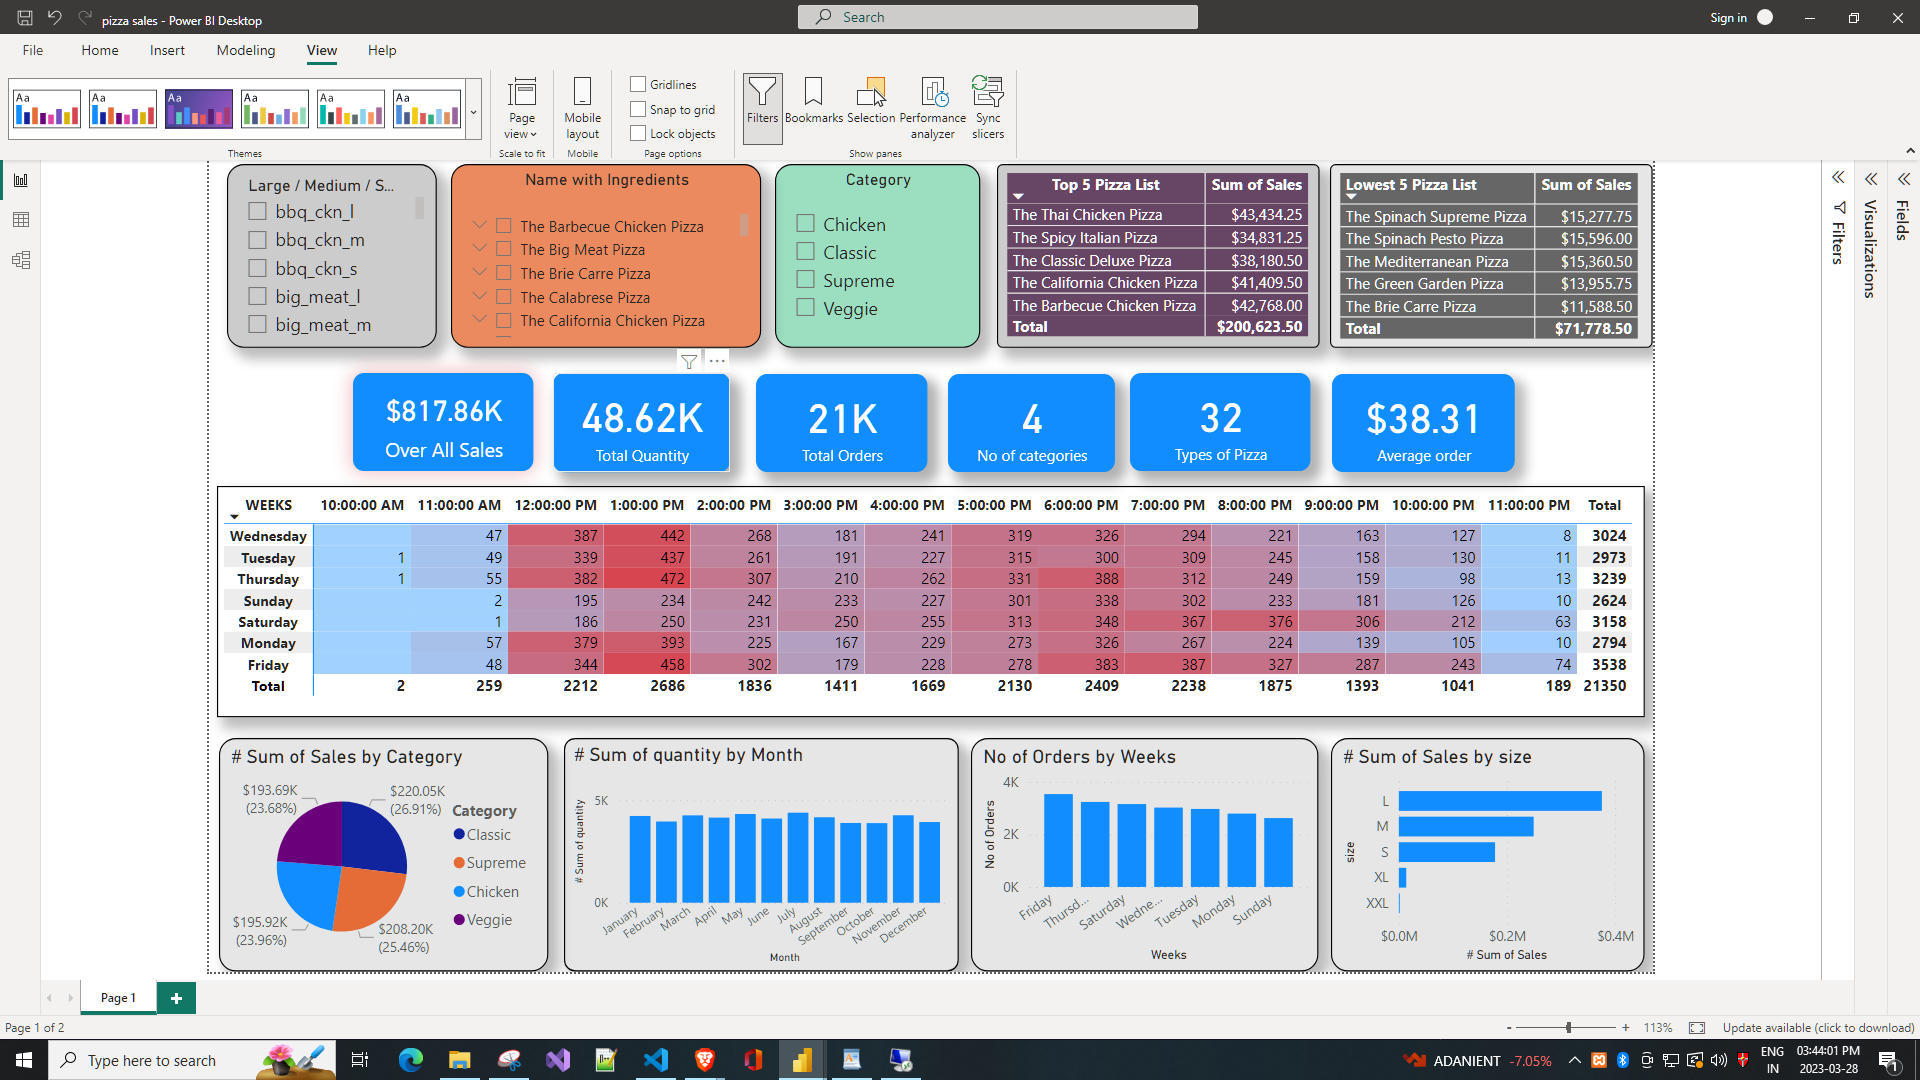 pizza sales - Power BI Desktop
Search
Sign in
File Home Insert Modeling View Help
Aa Aa Aa Aa Aa Aa
Themes
Page view
Scale to fit
Mobile layout
Mobile
Gridlines
Snap to grid
Lock objects
Page options
Filters
Bookmarks
Selection
Performance analyzer
Sync slicers
Show panes
Large / Medium / S...
bbq_ckn_l
bbq_ckn_m
bbq_ckn_s
big_meat_l
big_meat_m
Name with Ingredients
The Barbecue Chicken Pizza
The Big Meat Pizza
The Brie Carre Pizza
The Calabrese Pizza
The California Chicken Pizza
Category
Chicken
Classic
Supreme
Veggie
Top 5 Pizza List Sum of Sales
The Thai Chicken Pizza $43,434.25
The Spicy Italian Pizza $34,831.25
The Classic Deluxe Pizza $38,180.50
The California Chicken Pizza $41,409.50
The Barbecue Chicken Pizza $42,768.00
Total $200,623.50
Lowest 5 Pizza List Sum of Sales
The Spinach Supreme Pizza $15,277.75
The Spinach Pesto Pizza $15,596.00
The Mediterranean Pizza $15,360.50
The Green Garden Pizza $13,955.75
The Brie Carre Pizza $11,588.50
Total $71,778.50
Filters
Visualizations
Fields
$817.86K
Over All Sales
48.62K
Total Quantity
21K
Total Orders
4
No of categories
32
Types of Pizza
$38.31
Average order
WEEKS 10:00:00 AM 11:00:00 AM 12:00:00 PM 1:00:00 PM 2:00:00 PM 3:00:00 PM 4:00:00 PM 5:00:00 PM 6:00:00 PM 7:00:00 PM 8:00:00 PM 9:00:00 PM 10:00:00 PM 11:00:00 PM Total
Wednesday 47 387 442 268 181 241 319 326 294 221 163 127 8 3024
Tuesday 1 49 339 437 261 191 227 315 300 309 245 158 130 11 2973
Thursday 1 55 382 472 307 210 262 331 388 312 249 159 98 13 3239
Sunday 2 195 234 242 233 227 301 338 302 233 181 126 10 2624
Saturday 1 186 250 231 250 255 313 348 367 376 306 212 63 3158
Monday 57 379 393 225 167 229 273 326 267 224 139 105 10 2794
Friday 48 344 458 302 179 228 278 383 387 327 287 243 74 3538
Total 2 259 2212 2686 1836 1411 1669 2130 2409 2238 1875 1393 1041 189 21350
# Sum of Sales by Category
$193.69K
(23.68%)
$220.05K
(26.91%)
$195.92K
(23.96%)
$208.20K
(25.46%)
Category
Classic
Supreme
Chicken
Veggie
# Sum of quantity by Month
# Sum of quantity
5K
0K
January February March April May June July August September October November December
Month
No of Orders by Weeks
No of Orders
4K
2K
0K
Friday Thursd... Saturday Wedne... Tuesday Monday Sunday
Weeks
# Sum of Sales by size
size
L
M
S
XL
XXL
$0.0M $0.2M $0.4M
# Sum of Sales
Page 1
+
Page 1 of 2
- + 113%
Update available (click to download)
Type here to search
ADANIENT -7.05%
ENG
IN
03:44:01 PM
2023-03-28
1